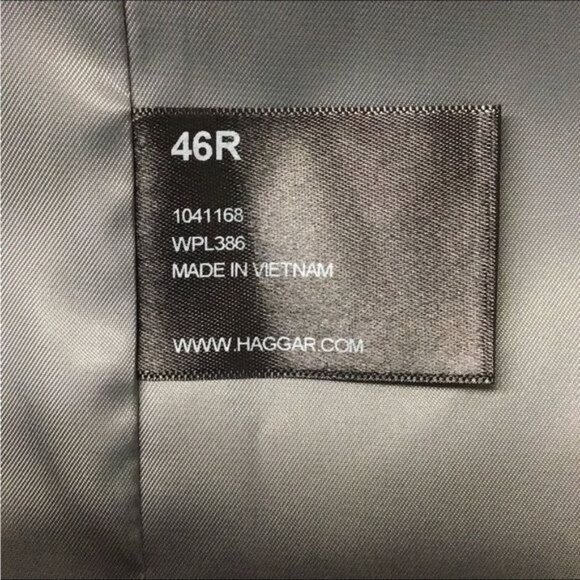 46R
1041168
WPL386
MADE IN VIETNAM
WWW.HAGGAR.COM